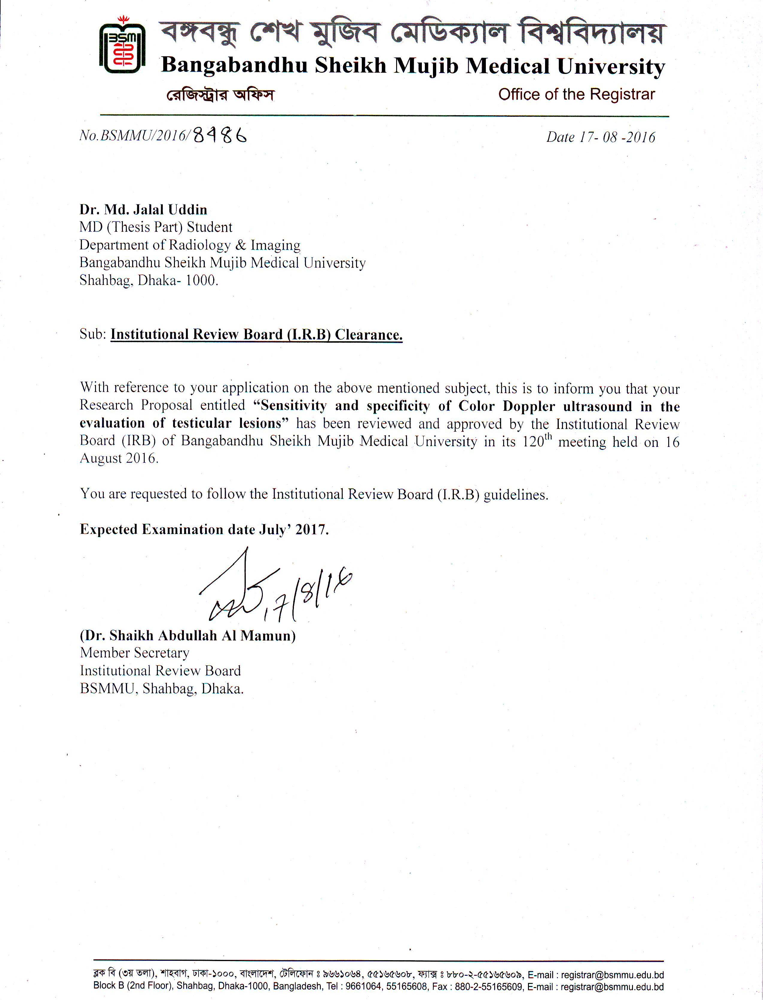 BSM
বঙ্গবন্ধু শেখ মুজিব মেডিক্যাল বিশ্ববিদ্যালয়
Bangabandhu Sheikh Mujib Medical University
রেজিস্ট্রার অফিস Office of the Registrar
No.BSMMU/2016/8986 Date 17- 08 -2016
Dr. Md. Jalal Uddin
MD (Thesis Part) Student
Department of Radiology & Imaging
Bangabandhu Sheikh Mujib Medical University
Shahbag, Dhaka- 1000.
Sub: Institutional Review Board (I.R.B) Clearance.
With reference to your application on the above mentioned subject, this is to inform you that your
Research Proposal entitled “Sensitivity and specificity of Color Doppler ultrasound in the
evaluation of testicular lesions” has been reviewed and approved by the Institutional Review
Board (IRB) of Bangabandhu Sheikh Mujib Medical University in its 120th meeting held on 16
August 2016.
You are requested to follow the Institutional Review Board (I.R.B) guidelines.
Expected Examination date July’ 2017.
17/8/16
(Dr. Shaikh Abdullah Al Mamun)
Member Secretary
Institutional Review Board
BSMMU, Shahbag, Dhaka.
ব্লক বি (৩য় তলা), শাহবাগ, ঢাকা-১০০০, বাংলাদেশ, টেলিফোন ঃ ৯৬৬১০৬৪, ৫৫১৬৫৬০৮, ফ্যাক্স ঃ ৮৮০-২-৫৫১৬৫৬০৯, E-mail : registrar@bsmmu.edu.bd
Block B (2nd Floor), Shahbag, Dhaka-1000, Bangladesh, Tel : 9661064, 55165608, Fax : 880-2-55165609, E-mail : registrar@bsmmu.edu.bd